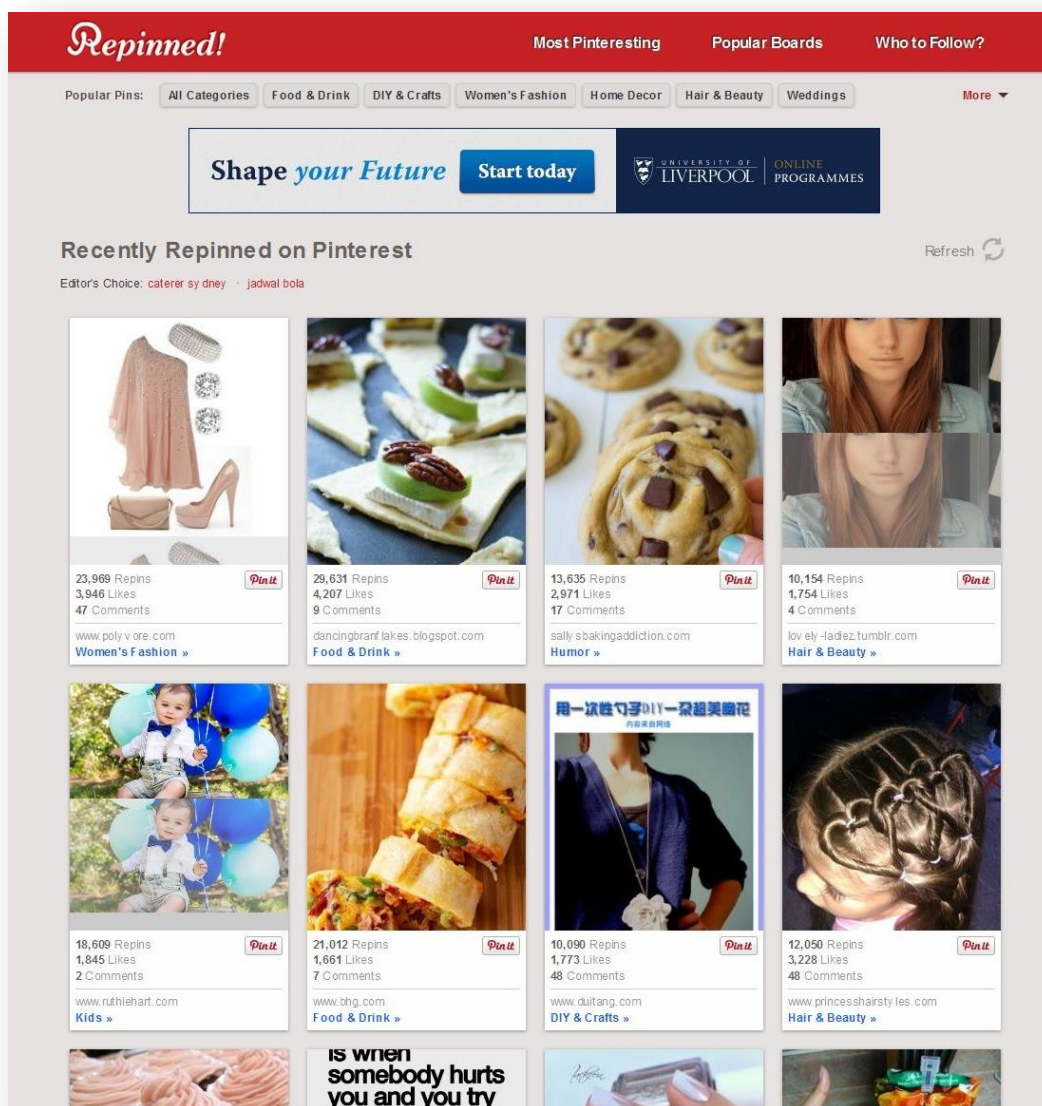 Repinned!
Most Pinteresting Popular Boards Who to Follow?
Popular Pins: All Categories Food & Drink DIY & Crafts Women's Fashion Home Decor Hair & Beauty Weddings More
Shape your Future Start today UNIVERSITY OF LIVERPOOL ONLINE PROGRAMMES
Recently Repinned on Pinterest
Refresh
Editor's Choice: caterer sydney · jadwal bola
23,969 Repins
3,946 Likes
47 Comments
Pin it
www.polyvore.com
Women's Fashion »
29,631 Repins
4,207 Likes
9 Comments
Pin it
dancingbranflakes.blogspot.com
Food & Drink »
13,635 Repins
2,971 Likes
17 Comments
Pin it
sallysbakingaddiction.com
Humor »
10,154 Repins
1,754 Likes
4 Comments
Pin it
lovely-ladiez.tumblr.com
Hair & Beauty »
18,609 Repins
1,845 Likes
2 Comments
Pin it
www.ruthiehart.com
Kids »
21,012 Repins
1,661 Likes
7 Comments
Pin it
www.bhg.com
Food & Drink »
用一次性勺子DIY一朵超美胸花
内容来自网络
10,090 Repins
1,773 Likes
48 Comments
Pin it
www.duitang.com
DIY & Crafts »
12,050 Repins
3,228 Likes
48 Comments
Pin it
www.princesshairstyles.com
Hair & Beauty »
is when
somebody hurts
you and you try